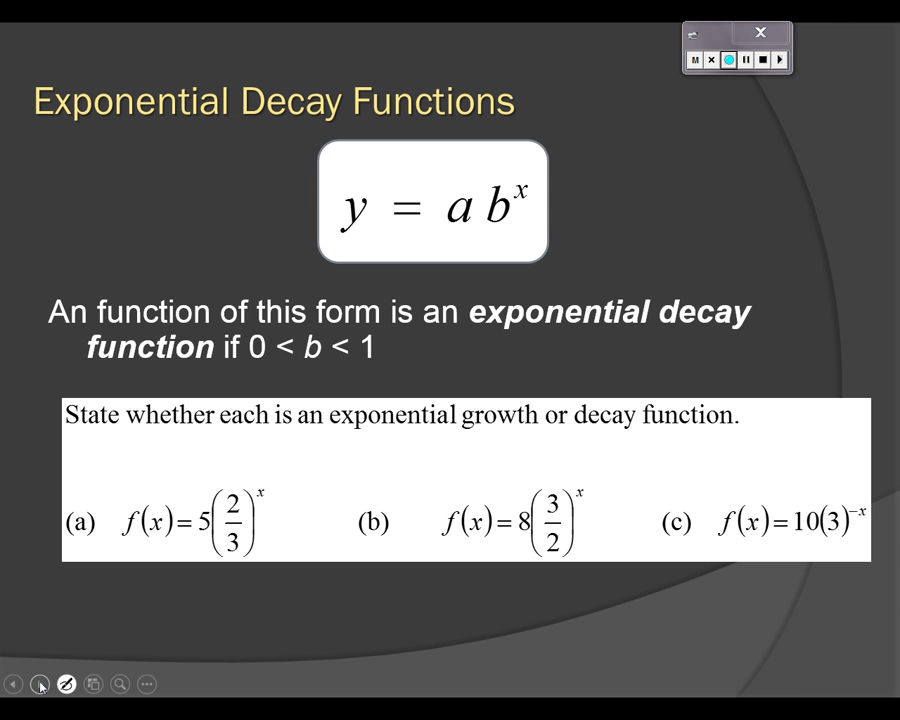 Exponential Decay Functions
y = a b^x
An function of this form is an exponential decay
function if 0 < b < 1
State whether each is an exponential growth or decay function.
(a) f(x) = 5(2/3)^x (b) f(x) = 8(3/2)^x (c) f(x) = 10(3)^-x